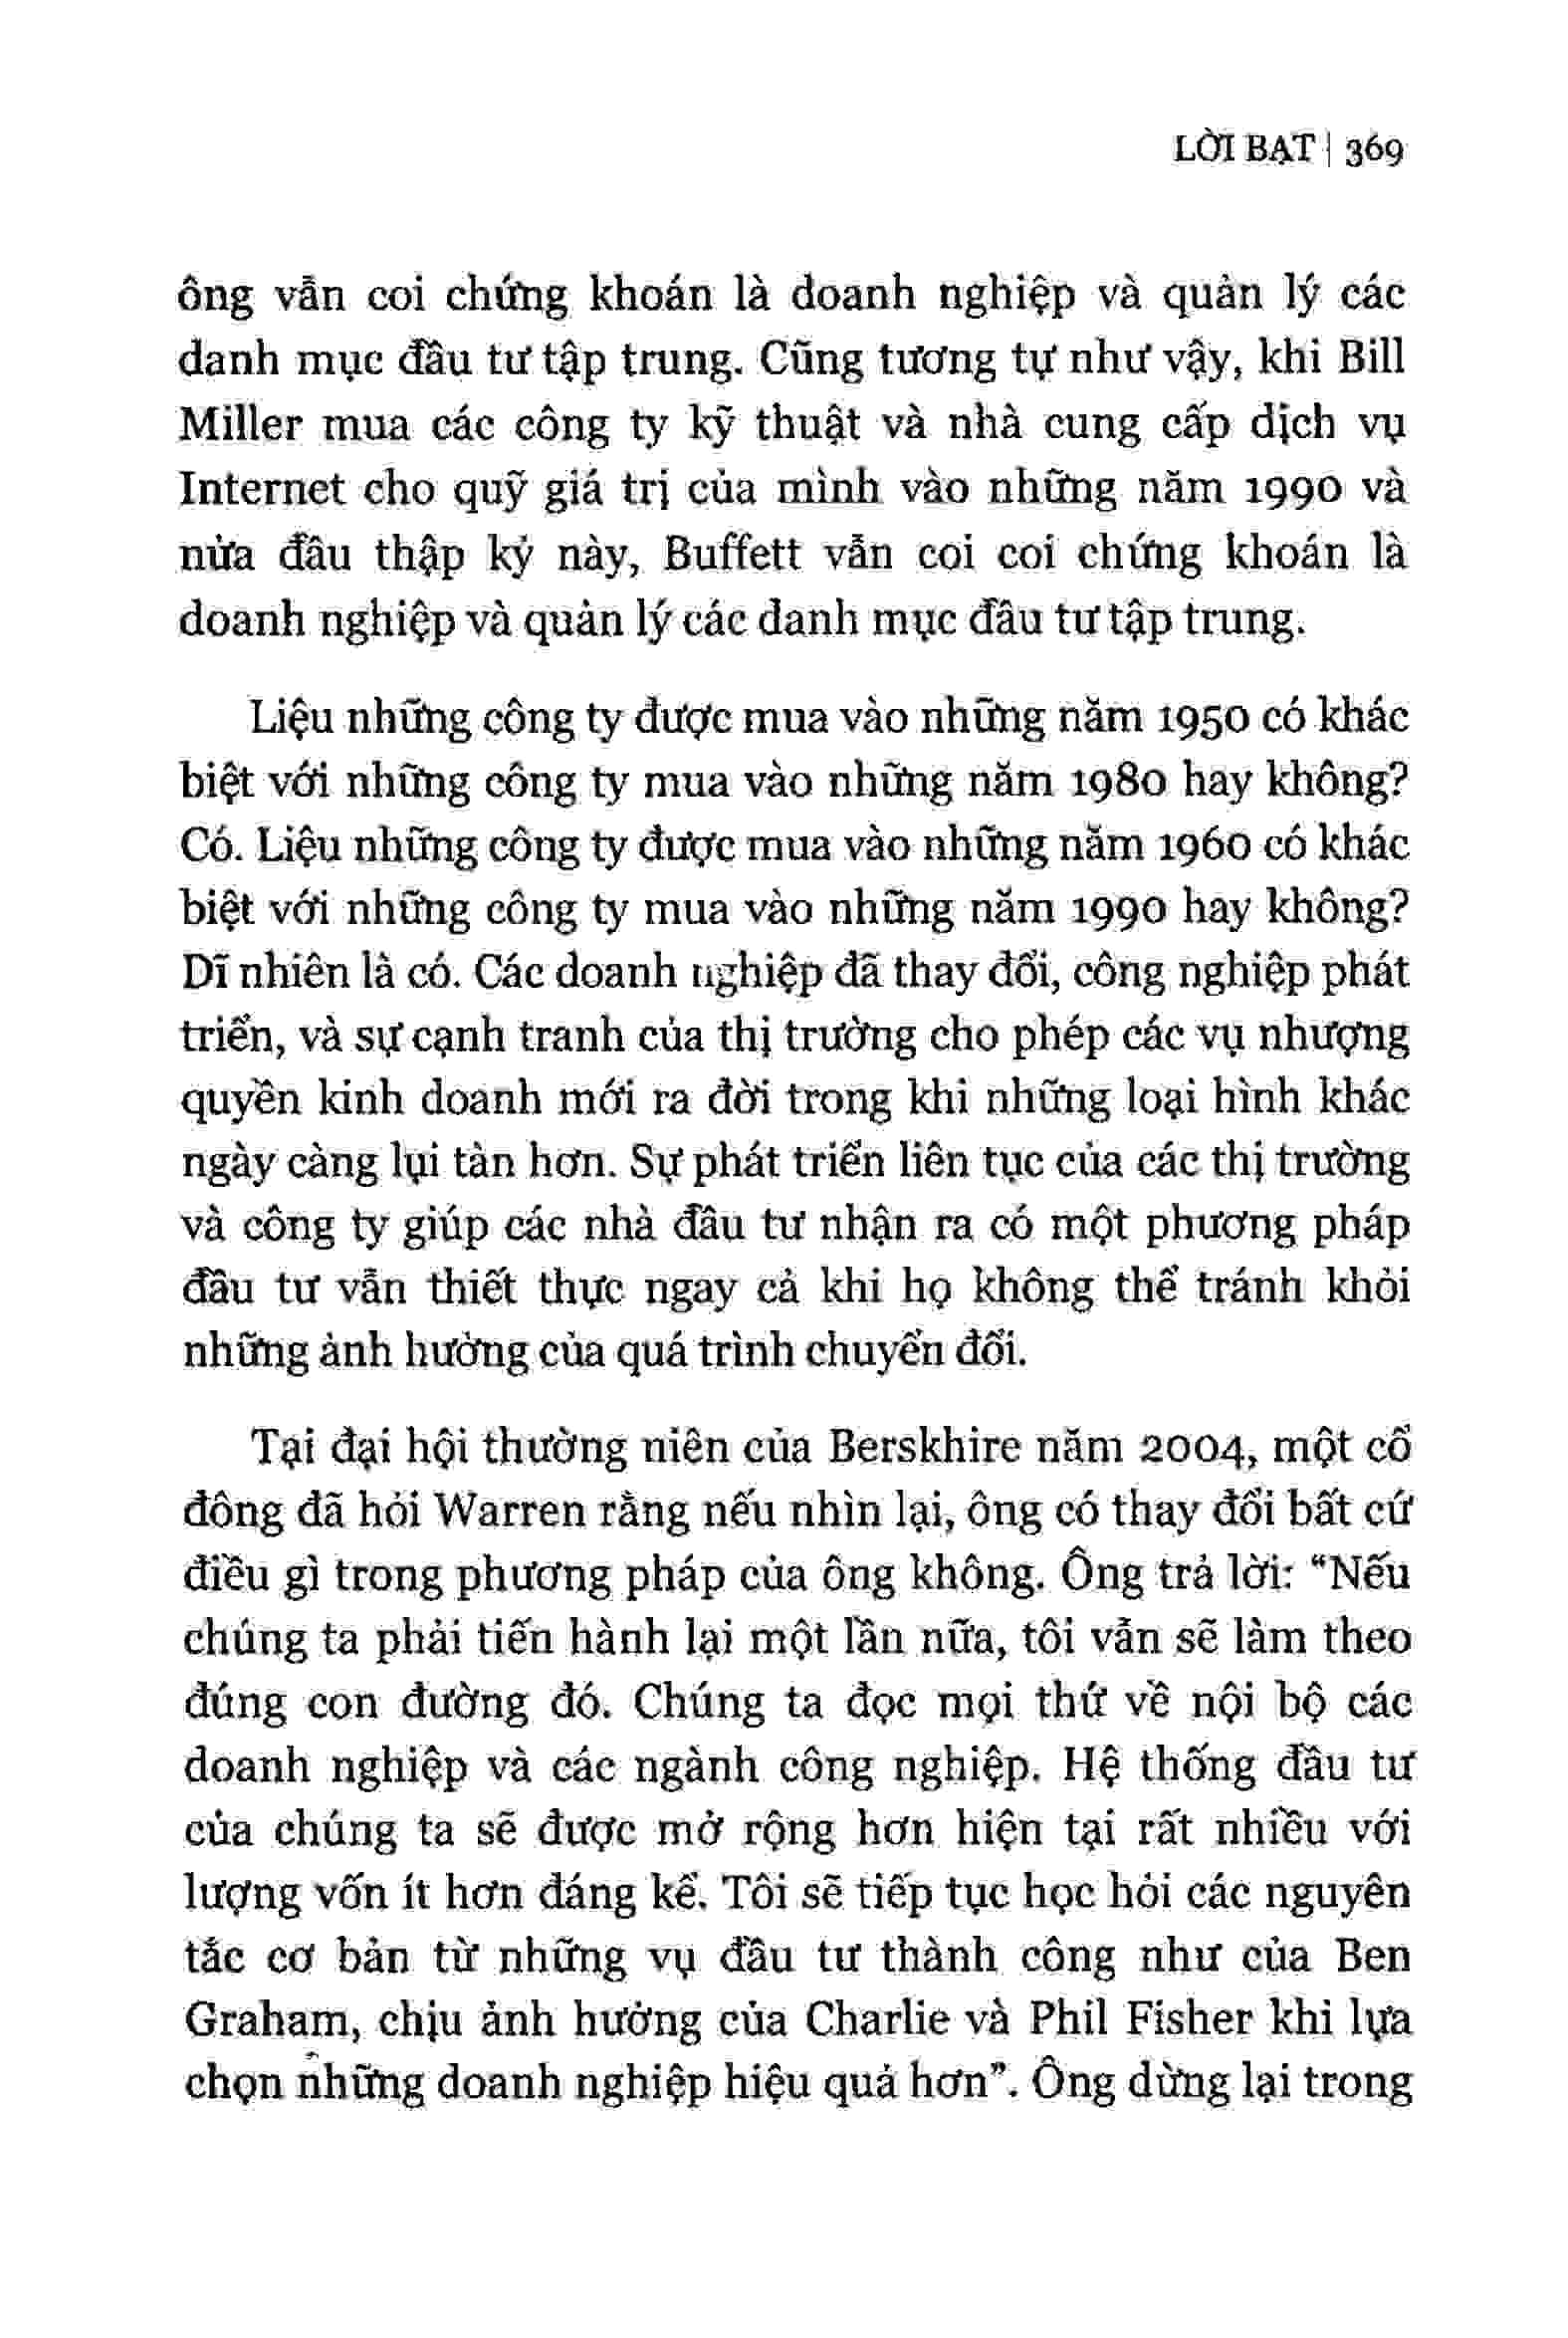 LỜI BẠT | 369
ông vẫn coi chứng khoán là doanh nghiệp và quản lý các
danh mục đầu tư tập trung. Cũng tương tự như vậy, khi Bill
Miller mua các công ty kỹ thuật và nhà cung cấp dịch vụ
Internet cho quỹ giá trị của mình vào những năm 1990 và
nửa đầu thập kỷ này, Buffett vẫn coi coi chứng khoán là
doanh nghiệp và quản lý các danh mục đầu tư tập trung.
Liệu những công ty được mua vào những năm 1950 có khác
biệt với những công ty mua vào những năm 1980 hay không?
Có. Liệu những công ty được mua vào những năm 1960 có khác
biệt với những công ty mua vào những năm 1990 hay không?
Dĩ nhiên là có. Các doanh nghiệp đã thay đổi, công nghiệp phát
triển, và sự cạnh tranh của thị trường cho phép các vụ nhượng
quyền kinh doanh mới ra đời trong khi những loại hình khác
ngày càng lụi tàn hơn. Sự phát triển liên tục của các thị trường
và công ty giúp các nhà đầu tư nhận ra có một phương pháp
đầu tư vẫn thiết thực ngay cả khi họ không thể tránh khỏi
những ảnh hưởng của quá trình chuyển đổi.
Tại đại hội thường niên của Berskhire năm 2004, một cổ
đông đã hỏi Warren rằng nếu nhìn lại, ông có thay đổi bất cứ
điều gì trong phương pháp của ông không. Ông trả lời: “Nếu
chúng ta phải tiến hành lại một lần nữa, tôi vẫn sẽ làm theo
đúng con đường đó. Chúng ta đọc mọi thứ về nội bộ các
doanh nghiệp và các ngành công nghiệp. Hệ thống đầu tư
của chúng ta sẽ được mở rộng hơn hiện tại rất nhiều với
lượng vốn ít hơn đáng kể. Tôi sẽ tiếp tục học hỏi các nguyên
tắc cơ bản từ những vụ đầu tư thành công như của Ben
Graham, chịu ảnh hưởng của Charlie và Phil Fisher khi lựa
chọn những doanh nghiệp hiệu quả hơn”. Ông dừng lại trong